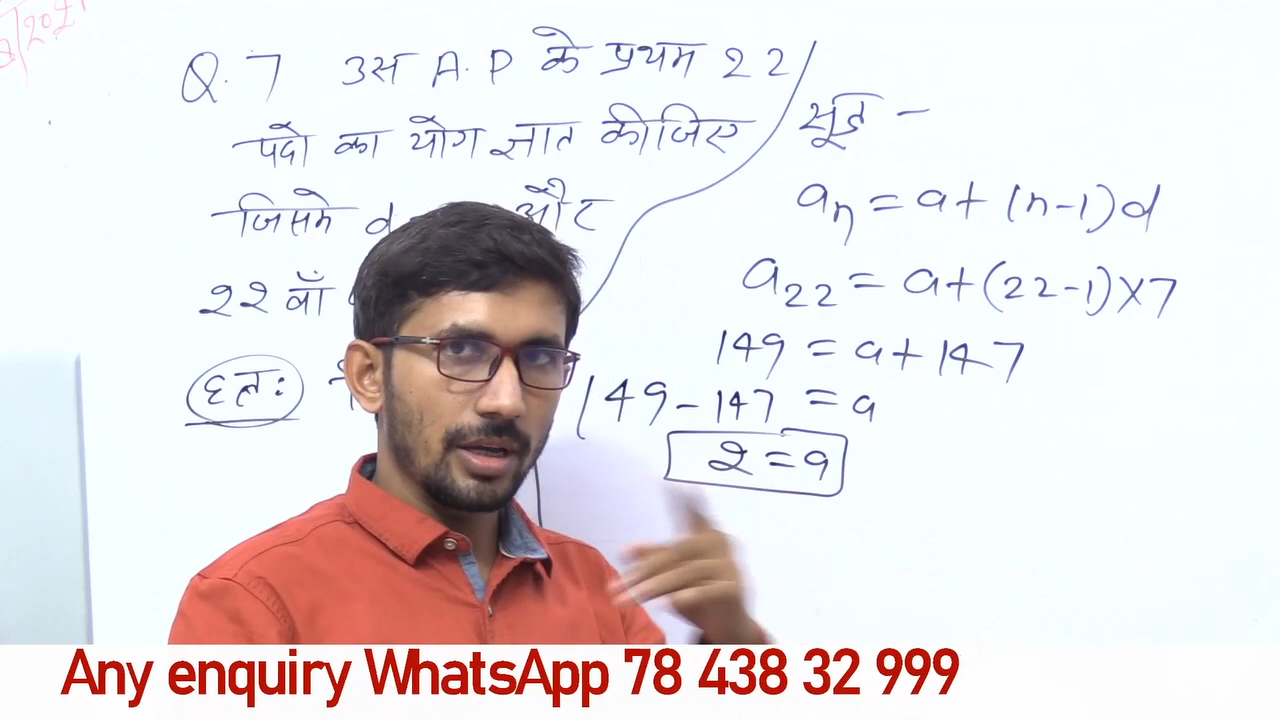 Q.7 उस A.P के प्रथम 22
पदो का योग ज्ञात कीजिए
जिसमे d और
22 वाँ
हल:
सूत्र -
an = a + (n-1)d
a22 = a+(22-1)×7
149 = a+147
149-147 = a
2 = a
Any enquiry WhatsApp 78 438 32 999